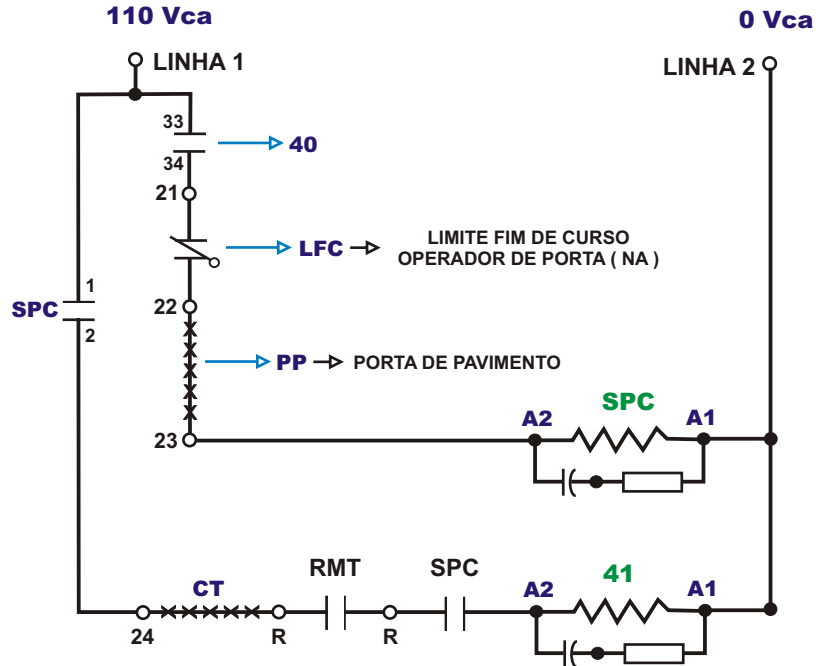 110 Vca
0 Vca
LINHA 1
LINHA 2
33
34
40
21
LFC
LIMITE FIM DE CURSO
OPERADOR DE PORTA ( NA )
1
SPC
2
22
PP
PORTA DE PAVIMENTO
SPC
A2
A1
23
RMT
SPC
41
CT
A2
A1
24
R
R